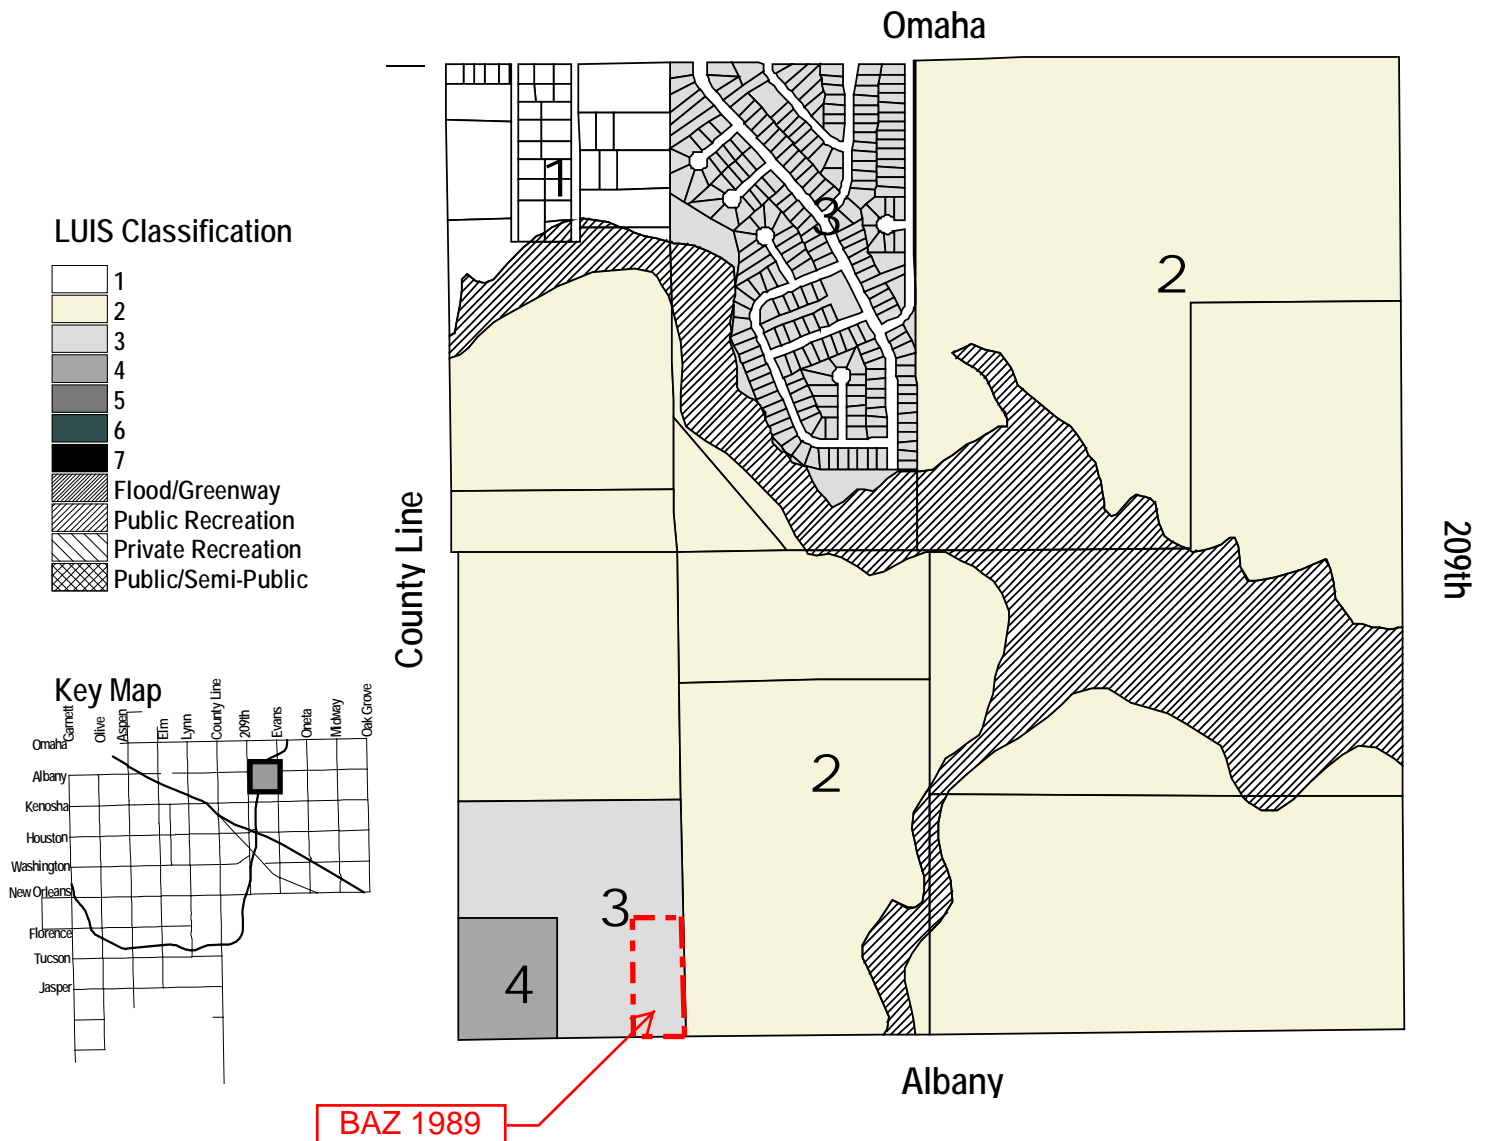 Omaha
1
3
2
LUIS Classification
1
2
3
4
5
6
7
Flood/Greenway
Public Recreation
Private Recreation
Public/Semi-Public
County Line
209th
2
3
4
Albany
BAZ 1989
Key Map
Garnett
Olive
Aspen
Elm
Lynn
County Line
209th
Evans
Oneta
Midway
Oak Grove
Omaha
Albany
Kenosha
Houston
Washington
New Orleans
Florence
Tucson
Jasper